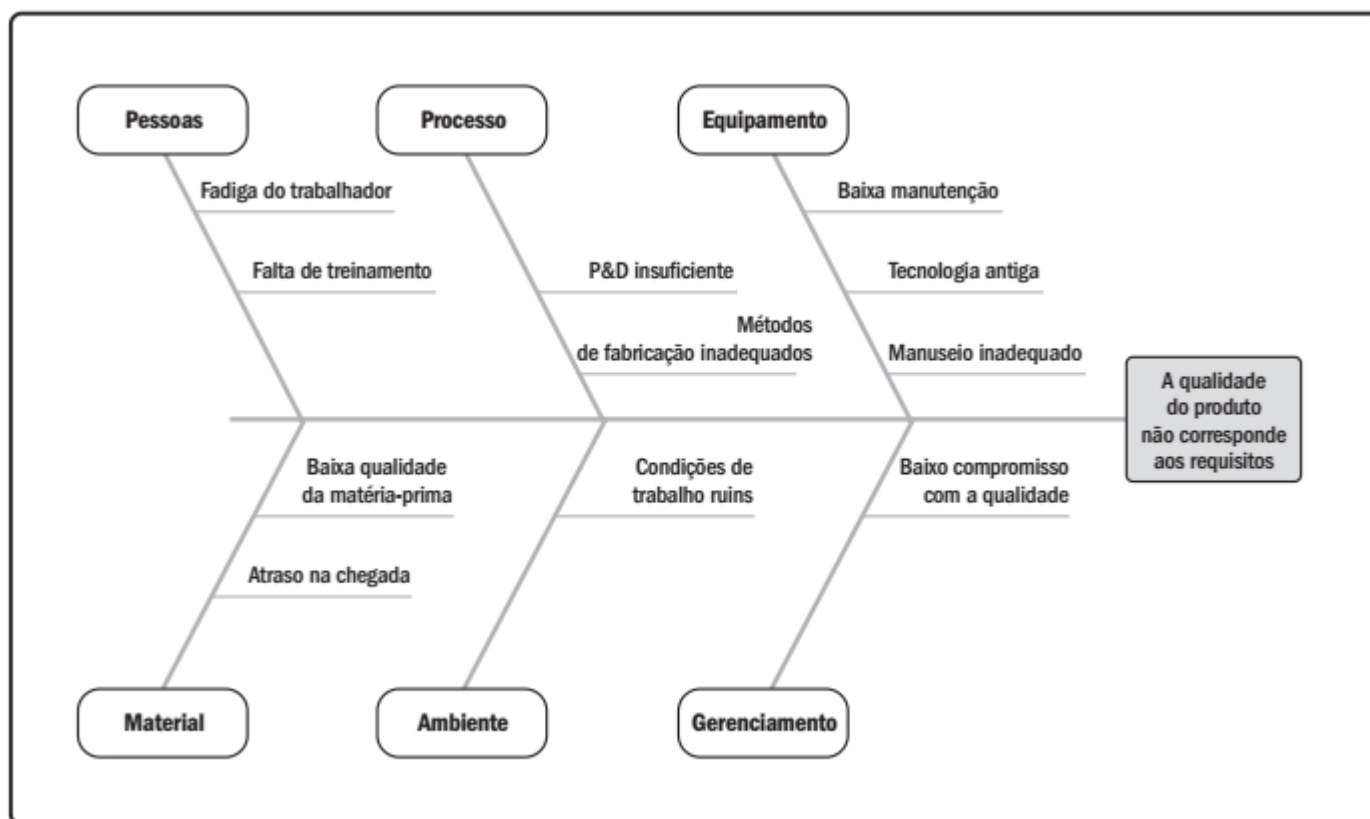 Pessoas
Processo
Equipamento
Fadiga do trabalhador
Baixa manutenção
Falta de treinamento
P&D insuficiente
Tecnologia antiga
Métodos
de fabricação inadequados
Manuseio inadequado
A qualidade
do produto
não corresponde
aos requisitos
Baixa qualidade
da matéria-prima
Condições de
trabalho ruins
Baixo compromisso
com a qualidade
Atraso na chegada
Material
Ambiente
Gerenciamento